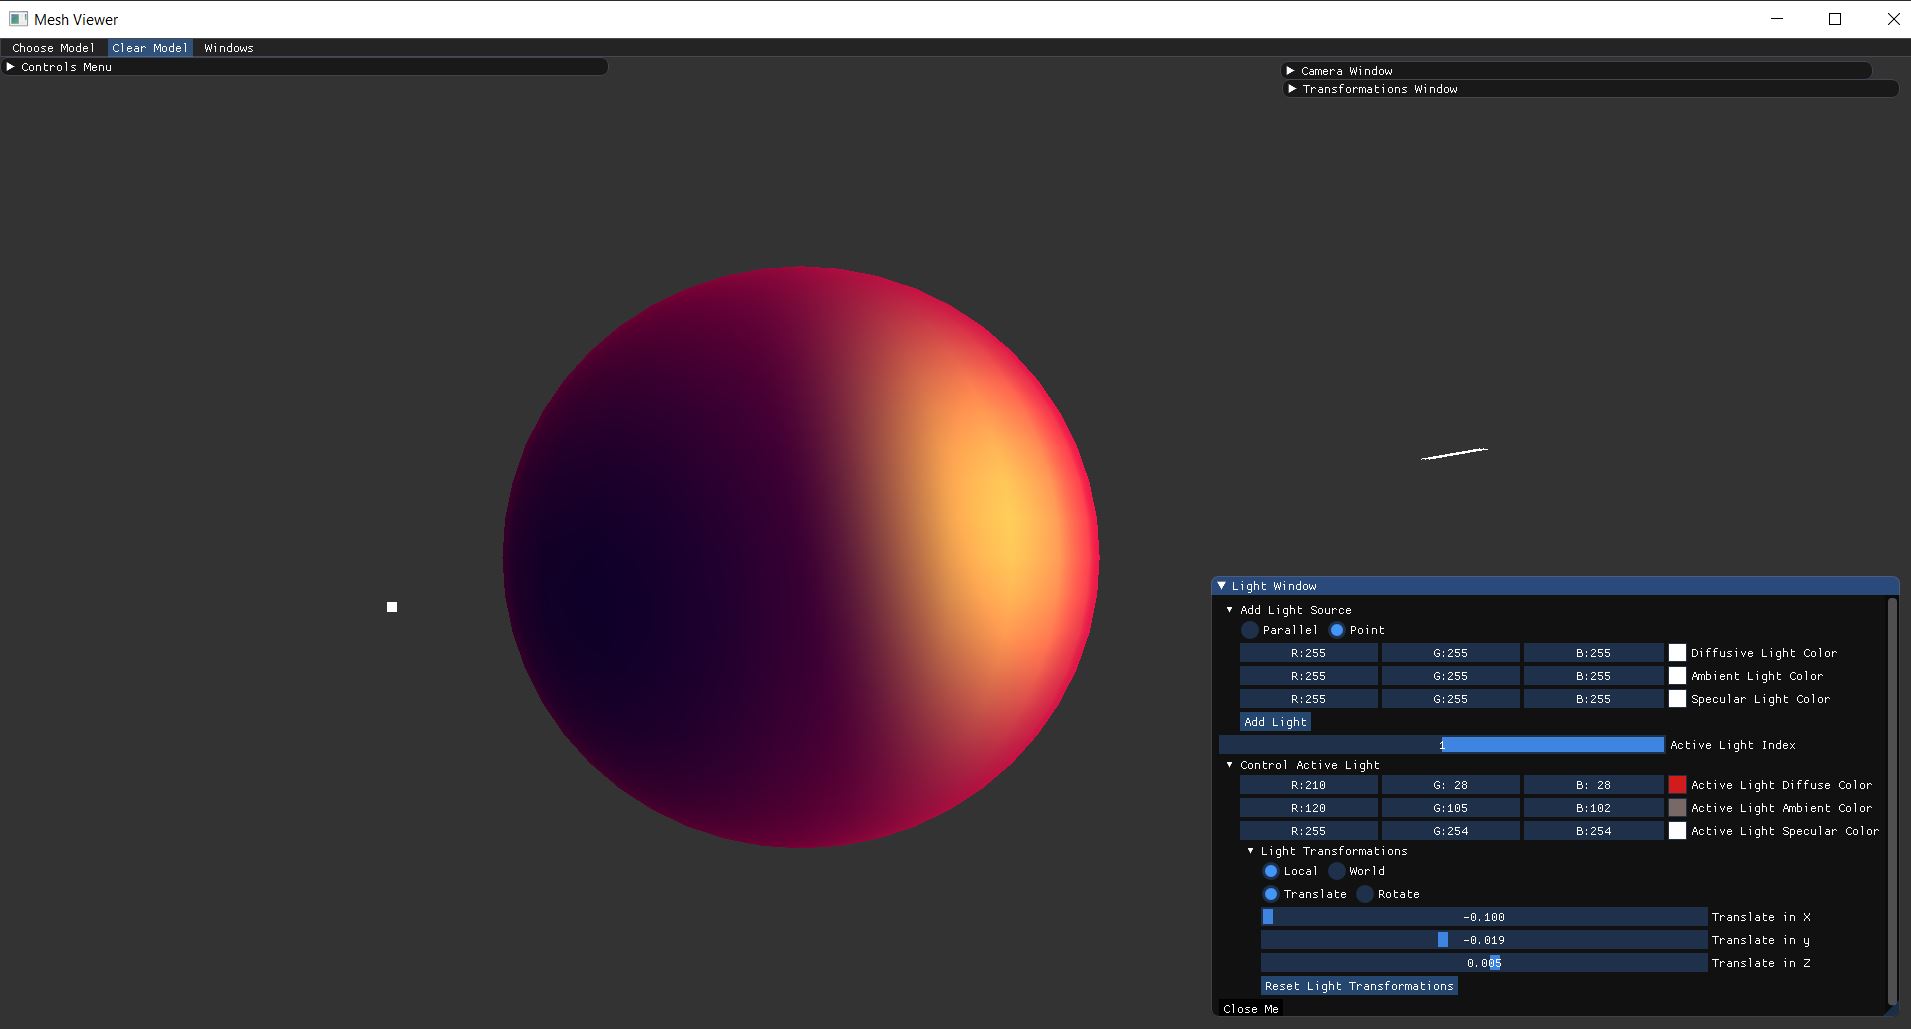 Mesh Viewer
Choose Model Clear Model Windows
Controls Menu
Camera Window
Transformations Window
Light Window
Add Light Source
Parallel Point
R:255 G:255 B:255 Diffusive Light Color
R:255 G:255 B:255 Ambient Light Color
R:255 G:255 B:255 Specular Light Color
Add Light
1 Active Light Index
Control Active Light
R:210 G: 28 B: 28 Active Light Diffuse Color
R:120 G:105 B:102 Active Light Ambient Color
R:255 G:254 B:254 Active Light Specular Color
Light Transformations
Local World
Translate Rotate
-0.100 Translate in X
-0.019 Translate in y
0.005 Translate in Z
Reset Light Transformations
Close Me